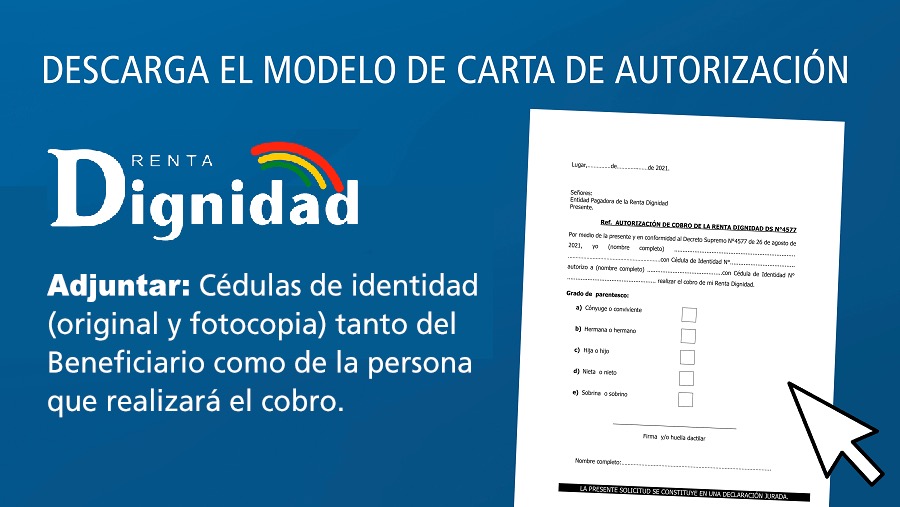 DESCARGA EL MODELO DE CARTA DE AUTORIZACIÓN
RENTA
Dignidad
Adjuntar: Cédulas de identidad
(original y fotocopia) tanto del
Beneficiario como de la persona
que realizará el cobro.
Lugar,............de................de 2021.
Señores:
Entidad Pagadora de la Renta Dignidad
Presente.
Ref. AUTORIZACIÓN DE COBRO DE LA RENTA DIGNIDAD DS N°4577
Por medio de la presente y en conformidad al Decreto Supremo N°4577 de 26 de agosto de
2021, yo (nombre completo) ..................................................
..................................................con Cédula de Identidad N°...........................
autorizo a (nombre completo) ..............................con Cédula de Identidad N°
.................................... realizar el cobro de mi Renta Dignidad.
Grado de parentesco:
a) Cónyuge o conviviente
b) Hermana o hermano
c) Hija o hijo
d) Nieta o nieto
e) Sobrina o sobrino
Firma y/o huella dactilar
Nombre completo:............................................................
LA PRESENTE SOLICITUD SE CONSTITUYE EN UNA DECLARACIÓN JURADA.